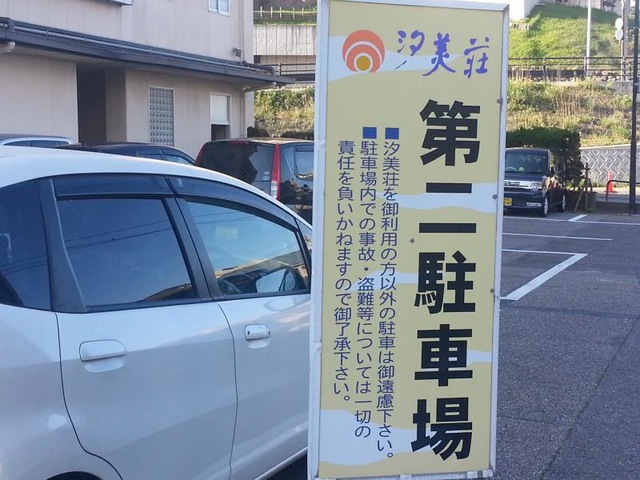 汐美荘
第二駐車場
■汐美荘を御利用の方以外の駐車は御遠慮下さい。
■駐車場内での事故・盗難等については一切の
責任を負いかねますので御了承下さい。